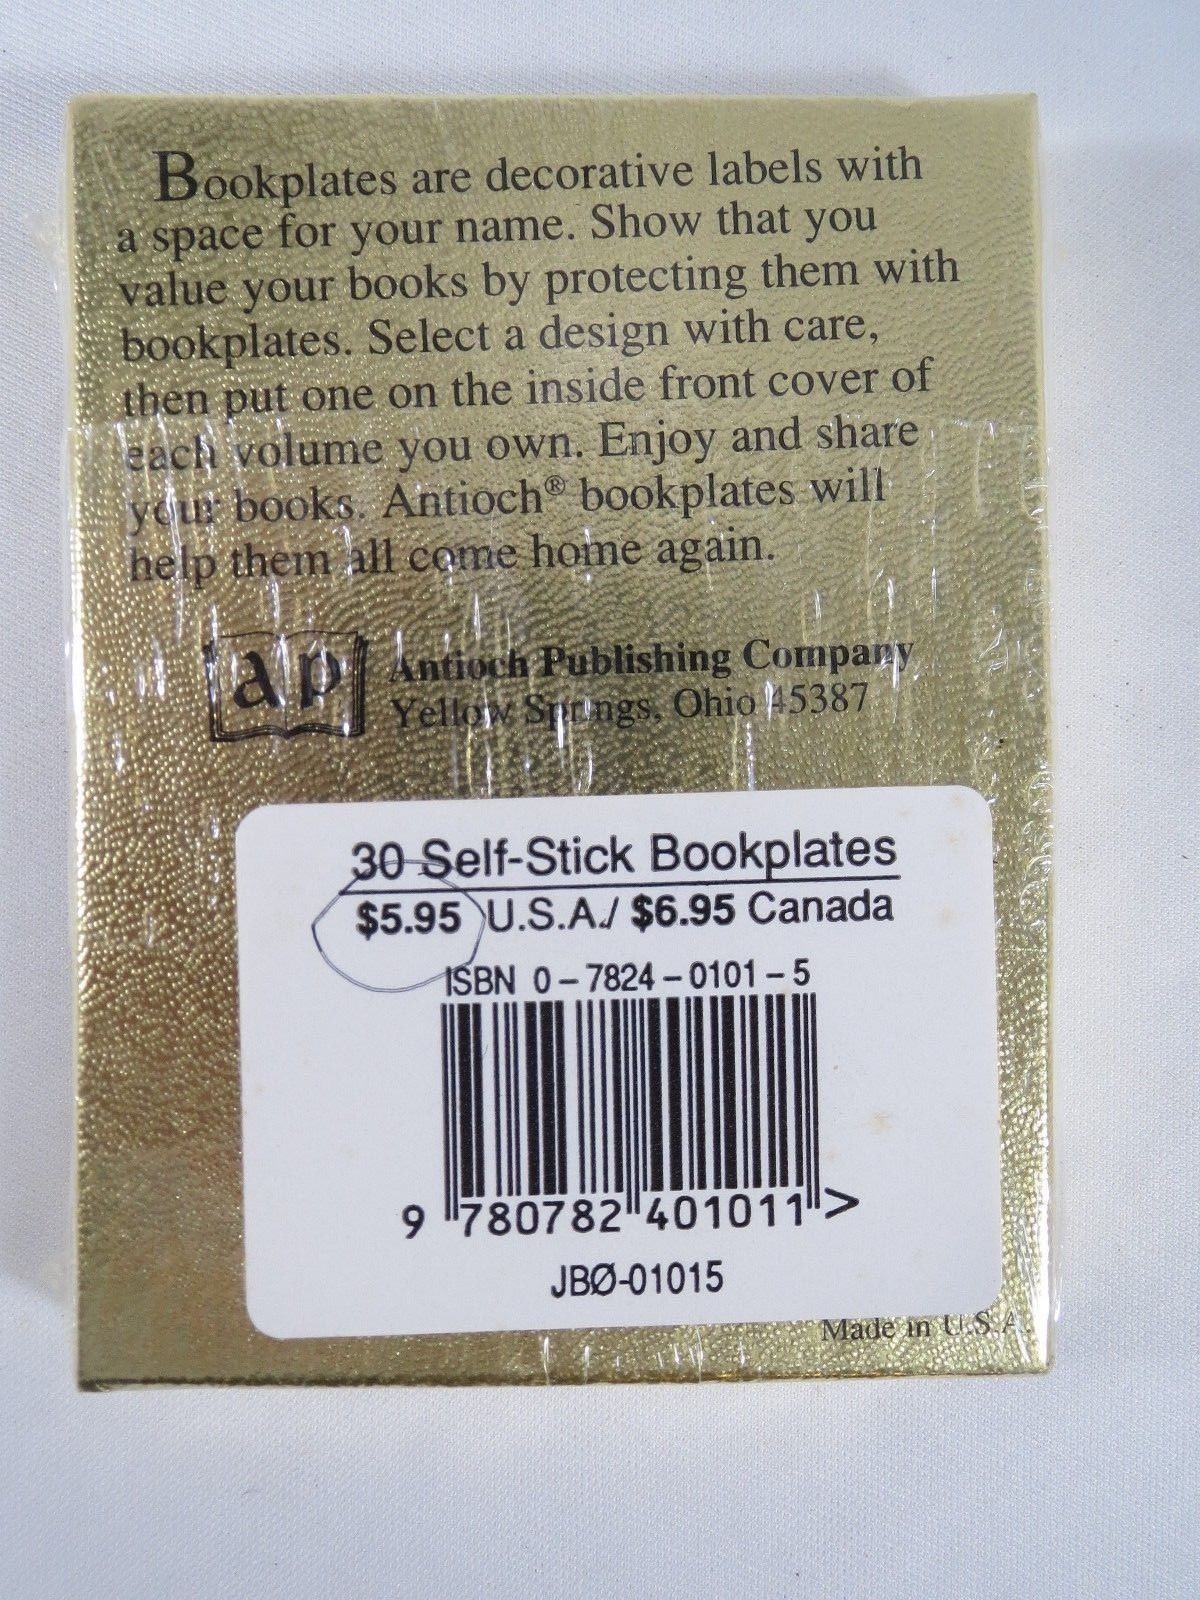 Bookplates are decorative labels with
a space for your name. Show that you
value your books by protecting them with
bookplates. Select a design with care,
then put one on the inside front cover of
each volume you own. Enjoy and share
your books. Antioch® bookplates will
help them all come home again.
ap
Antioch Publishing Company
Yellow Springs, Ohio 45387
30 Self-Stick Bookplates
$5.95 U.S.A./ $6.95 Canada
ISBN 0-7824-0101-5
9 780782 401011 >
JBØ-01015
Made in U.S.A.